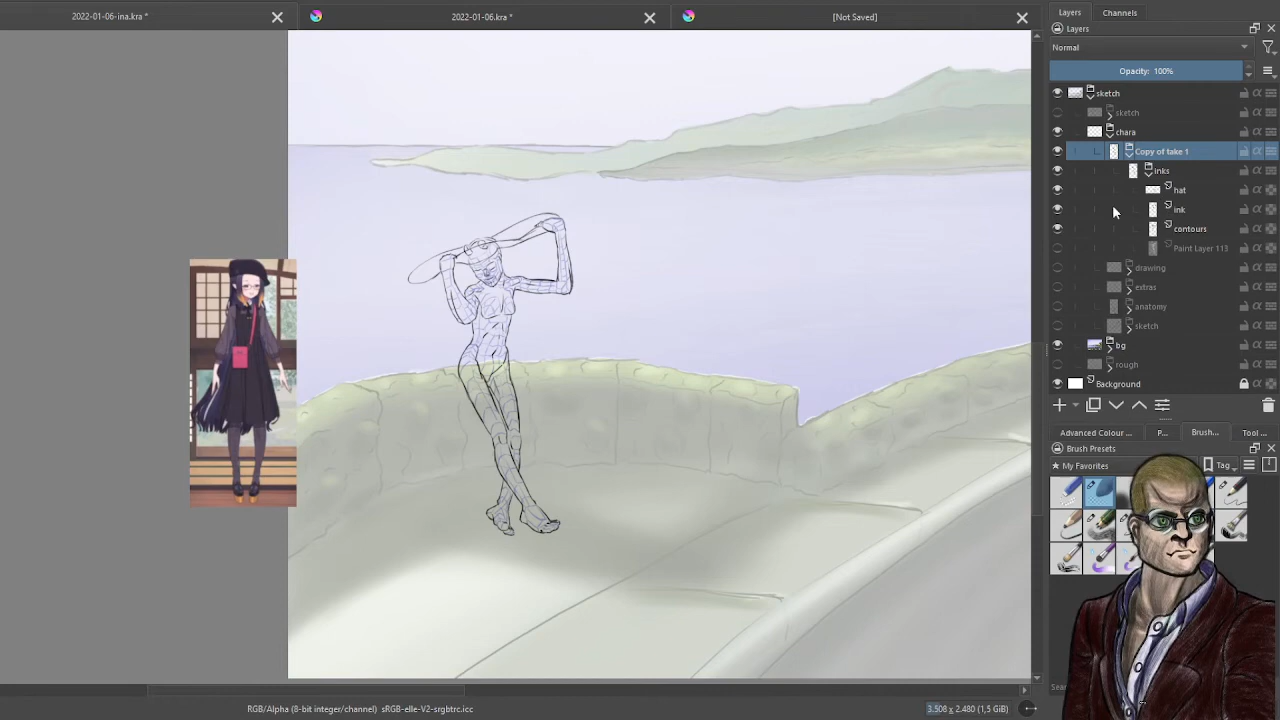 2022-01-06-ina.kra *
2022-01-06.kra *
[Not Saved]
Layers
Channels
Layers
Normal
Opacity: 100%
sketch
sketch
chara
Copy of take 1
inks
hat
ink
contours
Paint Layer 113
drawing
extras
anatomy
sketch
bg
rough
Background
Advanced Colour ...
P...
Brush...
Tool ...
Brush Presets
★ My Favorites
Tag
Sea
RGB/Alpha (8-bit integer/channel) sRGB-elle-V2-srgbtrc.icc
3.508 x 2.480 (1,5 GiB)